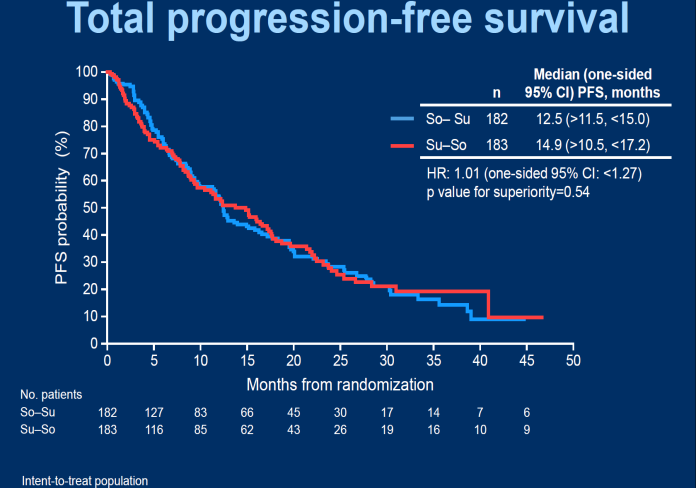 Total progression-free survival
n
Median (one-sided
95% CI) PFS, months
So– Su 182 12.5 (>11.5, <15.0)
Su–So 183 14.9 (>10.5, <17.2)
HR: 1.01 (one-sided 95% CI: <1.27)
p value for superiority=0.54
PFS probability (%)
100
90
80
70
60
50
40
30
20
10
0
0 5 10 15 20 25 30 35 40 45 50
Months from randomization
No. patients
So–Su 182 127 83 66 45 30 17 14 7 6
Su–So 183 116 85 62 43 26 19 16 10 9
Intent-to-treat population